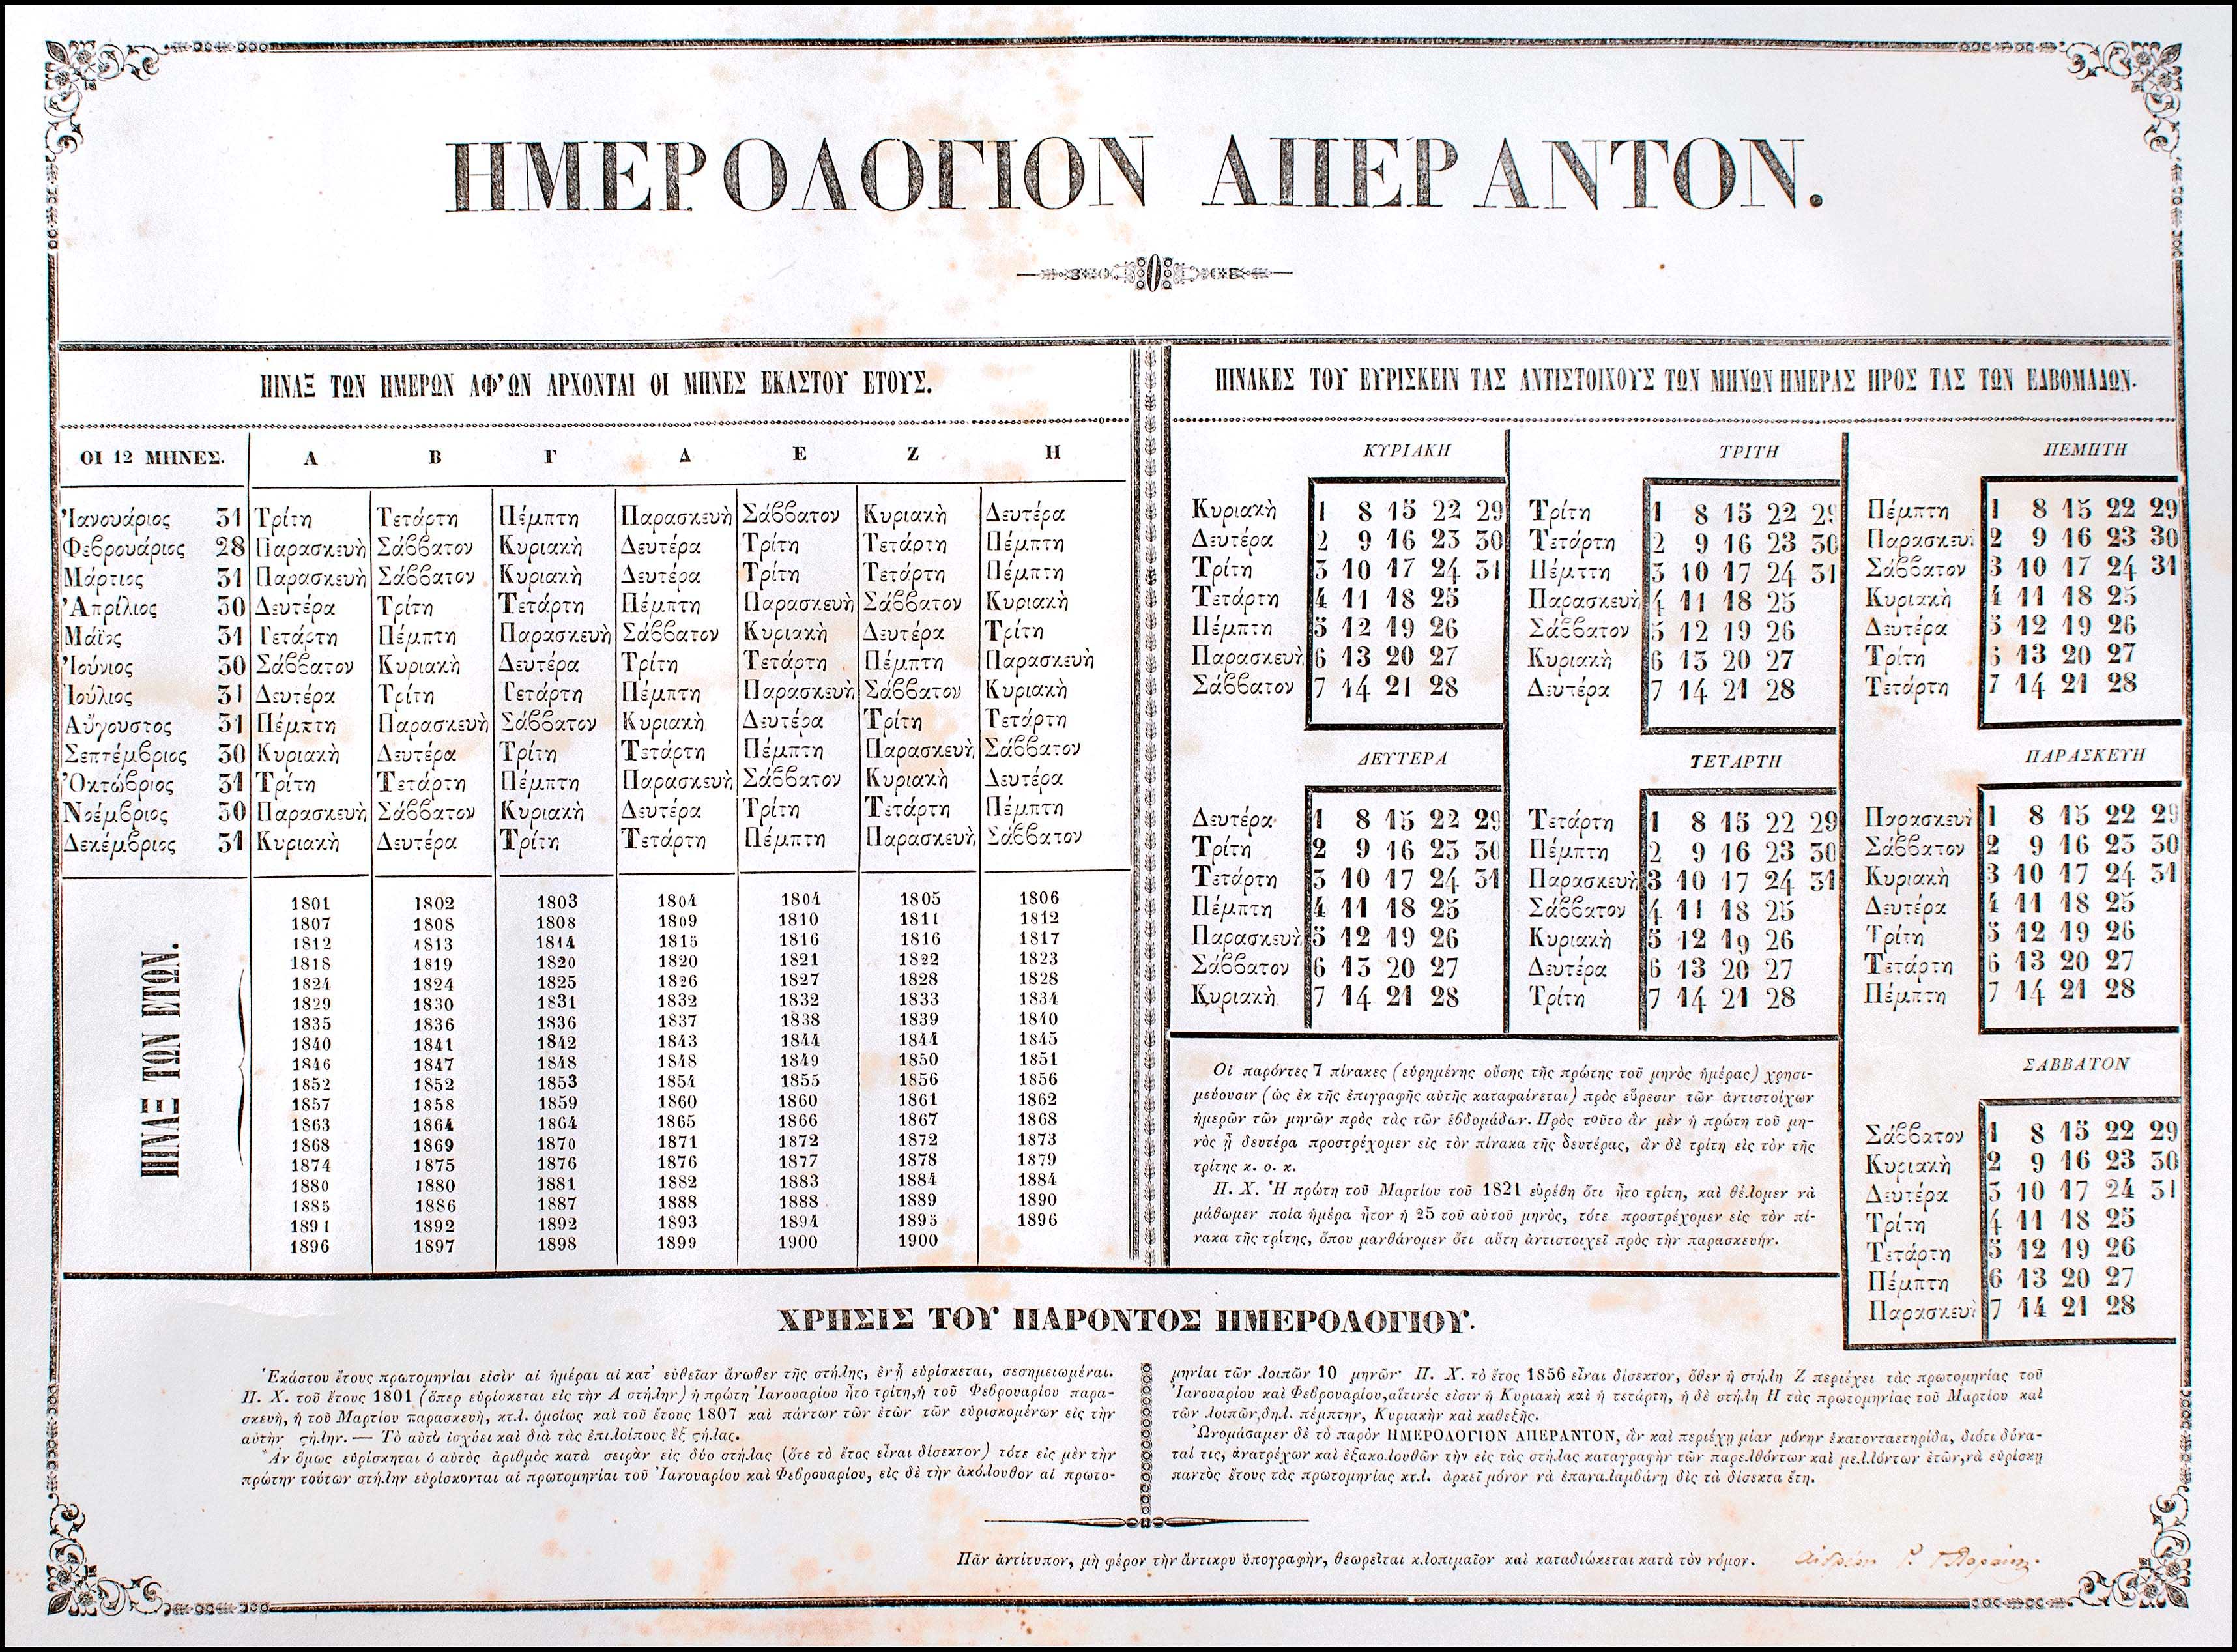 ΗΜΕΡΟΛΟΓΙΟΝ ΑΠΕΡΑΝΤΟΝ.
ΠΙΝΑΞ ΤΩΝ ΗΜΕΡΩΝ ΑΦ'ΩΝ ΑΡΧΟΝΤΑΙ ΟΙ ΜΗΝΕΣ ΕΚΑΣΤΟΥ ΕΤΟΥΣ.
ΟΙ 12 ΜΗΝΕΣ. Α Β Γ Δ Ε Ζ Η
Ἰανουάριος 31 Τρίτη Τετάρτη Πέμπτη Παρασκευὴ Σάββατον Κυριακὴ Δευτέρα
Φεβρουάριος 28 Παρασκευὴ Σάββατον Κυριακὴ Δευτέρα Τρίτη Τετάρτη Πέμπτη
Μάρτιος 31 Παρασκευὴ Σάββατον Κυριακὴ Δευτέρα Τρίτη Τετάρτη Πέμπτη
Ἀπρίλιος 30 Δευτέρα Τρίτη Τετάρτη Πέμπτη Παρασκευὴ Σάββατον Κυριακὴ
Μάϊος 31 Τετάρτη Πέμπτη Παρασκευὴ Σάββατον Κυριακὴ Δευτέρα Τρίτη
Ἰούνιος 30 Σάββατον Κυριακὴ Δευτέρα Τρίτη Τετάρτη Πέμπτη Παρασκευὴ
Ἰούλιος 31 Δευτέρα Τρίτη Τετάρτη Πέμπτη Παρασκευὴ Σάββατον Κυριακὴ
Αὔγουστος 31 Πέμπτη Παρασκευὴ Σάββατον Κυριακὴ Δευτέρα Τρίτη Τετάρτη
Σεπτέμβριος 30 Κυριακὴ Δευτέρα Τρίτη Τετάρτη Πέμπτη Παρασκευὴ Σάββατον
Ὀκτώβριος 31 Τρίτη Τετάρτη Πέμπτη Παρασκευὴ Σάββατον Κυριακὴ Δευτέρα
Νοέμβριος 30 Παρασκευὴ Σάββατον Κυριακὴ Δευτέρα Τρίτη Τετάρτη Πέμπτη
Δεκέμβριος 31 Κυριακὴ Δευτέρα Τρίτη Τετάρτη Πέμπτη Παρασκευὴ Σάββατον
ΠΙΝΑΞ ΤΩΝ ΕΤΩΝ.
1801 1802 1803 1804 1804 1805 1806
1807 1808 1808 1809 1810 1811 1812
1812 1813 1814 1815 1816 1816 1817
1818 1819 1820 1820 1821 1822 1823
1824 1824 1825 1826 1827 1828 1828
1829 1830 1831 1832 1832 1833 1834
1835 1836 1836 1837 1838 1839 1840
1840 1841 1842 1843 1844 1844 1845
1846 1847 1848 1848 1849 1850 1851
1852 1852 1853 1854 1855 1856 1856
1857 1858 1859 1860 1860 1861 1862
1863 1864 1864 1865 1866 1867 1868
1868 1869 1870 1871 1872 1872 1873
1874 1875 1876 1876 1877 1878 1879
1880 1880 1881 1882 1883 1884 1884
1885 1886 1887 1888 1888 1889 1890
1891 1892 1892 1893 1894 1895 1896
1896 1897 1898 1899 1900 1900
ΠΙΝΑΚΕΣ ΤΟΥ ΕΥΡΙΣΚΕΙΝ ΤΑΣ ΑΝΤΙΣΤΟΙΧΟΥΣ ΤΩΝ ΜΗΝΩΝ ΗΜΕΡΑΣ ΠΡΟΣ ΤΑΣ ΤΩΝ ΕΔΒΟΜΑΔΩΝ.
ΚΥΡΙΑΚΗ
Κυριακὴ 1 8 15 22 29
Δευτέρα 2 9 16 23 30
Τρίτη 3 10 17 24 31
Τετάρτη 4 11 18 25
Πέμπτη 5 12 19 26
Παρασκευὴ 6 13 20 27
Σάββατον 7 14 21 28
ΔΕΥΤΕΡΑ
Δευτέρα 1 8 15 22 29
Τρίτη 2 9 16 23 30
Τετάρτη 3 10 17 24 31
Πέμπτη 4 11 18 25
Παρασκευὴ 5 12 19 26
Σάββατον 6 13 20 27
Κυριακὴ 7 14 21 28
ΤΡΙΤΗ
Τρίτη 1 8 15 22 29
Τετάρτη 2 9 16 23 30
Πέμπτη 3 10 17 24 31
Παρασκευὴ 4 11 18 25
Σάββατον 5 12 19 26
Κυριακὴ 6 13 20 27
Δευτέρα 7 14 21 28
ΤΕΤΑΡΤΗ
Τετάρτη 1 8 15 22 29
Πέμπτη 2 9 16 23 30
Παρασκευὴ 3 10 17 24 31
Σάββατον 4 11 18 25
Κυριακὴ 5 12 19 26
Δευτέρα 6 13 20 27
Τρίτη 7 14 21 28
ΠΕΜΠΤΗ
Πέμπτη 1 8 15 22 29
Παρασκευὴ 2 9 16 23 30
Σάββατον 3 10 17 24 31
Κυριακὴ 4 11 18 25
Δευτέρα 5 12 19 26
Τρίτη 6 13 20 27
Τετάρτη 7 14 21 28
ΠΑΡΑΣΚΕΥΗ
Παρασκευὴ 1 8 15 22 29
Σάββατον 2 9 16 23 30
Κυριακὴ 3 10 17 24 31
Δευτέρα 4 11 18 25
Τρίτη 5 12 19 26
Τετάρτη 6 13 20 27
Πέμπτη 7 14 21 28
ΣΑΒΒΑΤΟΝ
Σάββατον 1 8 15 22 29
Κυριακὴ 2 9 16 23 30
Δευτέρα 3 10 17 24 31
Τρίτη 4 11 18 25
Τετάρτη 5 12 19 26
Πέμπτη 6 13 20 27
Παρασκευὴ 7 14 21 28
Οἱ παρόντες 7 πίνακες (εὑρημένης οὔσης τῆς πρώτης τοῦ μηνὸς ἡμέρας) χρησι-
μεύουσιν (ὡς ἐκ τῆς ἐπιγραφῆς αὐτῆς καταφαίνεται) πρὸς εὕρεσιν τῶν ἀντιστοίχων
ἡμερῶν τῶν μηνῶν πρὸς τὰς τῶν ἑβδομάδων. Πρὸς τοῦτο ἂν μὲν ἡ πρώτη τοῦ μη-
νὸς ᾖ δευτέρα προστρέχομεν εἰς τὸν πίνακα τῆς δευτέρας, ἂν δὲ τρίτη εἰς τὸν τῆς
τρίτης κ. ο. κ.
Π. Χ. Ἡ πρώτη τοῦ Μαρτίου τοῦ 1821 εὑρέθη ὅτι ἦτο τρίτη, καὶ θέλομεν νὰ
μάθωμεν ποία ἡμέρα ἦτον ἡ 25 τοῦ αὐτοῦ μηνὸς, τότε προστρέχομεν εἰς τὸν πί-
νακα τῆς τρίτης, ὅπου μανθάνομεν ὅτι αὕτη ἀντιστοιχεῖ πρὸς τὴν παρασκευήν.
ΧΡΗΣΙΣ ΤΟΥ ΠΑΡΟΝΤΟΣ ΗΜΕΡΟΛΟΓΙΟΥ.
Ἑκάστου ἔτους πρωτομηνίαι εἰσὶν αἱ ἡμέραι αἱ κατ' εὐθεῖαν ἄνωθεν τῆς στήλης, ἐν ᾗ εὑρίσκεται, σεσημειωμέναι.
Π. Χ. τοῦ ἔτους 1801 (ὅπερ εὑρίσκεται εἰς τὴν Α στήλην) ἡ πρώτη Ἰανουαρίου ἦτο τρίτη, ἡ τοῦ Φεβρουαρίου παρα-
σκευὴ, ἡ τοῦ Μαρτίου παρασκευὴ, κτ.λ. ὁμοίως καὶ τοῦ ἔτους 1807 καὶ πάντων τῶν ἐτῶν τῶν εὑρισκομένων εἰς τὴν
αὐτὴν ϛήλην. — Τὸ αὐτὸ ἰσχύει καὶ διὰ τὰς ἐπιλοίπους ἓξ ϛήλας.
Ἂν ὅμως εὑρίσκηται ὁ αὐτὸς ἀριθμὸς κατὰ σειρὰν εἰς δύο στήλας (ὅτε τὸ ἔτος εἶναι δίσεκτον) τότε εἰς μὲν τὴν
πρώτην τούτων στήλην εὑρίσκονται αἱ πρωτομηνίαι τοῦ Ἰανουαρίου καὶ Φεβρουαρίου, εἰς δὲ τὴν ἀκόλουθον αἱ πρωτο-
μηνίαι τῶν λοιπῶν 10 μηνῶν· Π. Χ. τὸ ἔτος 1856 εἶναι δίσεκτον, ὅθεν ἡ στήλη Ζ περιέχει τὰς πρωτομηνίας τοῦ
Ἰανουαρίου καὶ Φεβρουαρίου, αἵτινές εἰσιν ἡ Κυριακὴ καὶ ἡ τετάρτη, ἡ δὲ στήλη Η τὰς πρωτομηνίας τοῦ Μαρτίου καὶ
τῶν λοιπῶν, δηλ. πέμπτην, Κυριακὴν καὶ καθεξῆς.
Ὠνομάσαμεν δὲ τὸ παρὸν ΗΜΕΡΟΛΟΓΙΟΝ ΑΠΕΡΑΝΤΟΝ, ἂν καὶ περιέχῃ μίαν μόνην ἑκατονταετηρίδα, διότι δύνα-
ταί τις, ἀνατρέχων καὶ ἐξακολουθῶν τὴν εἰς τὰς στήλας καταγραφὴν τῶν παρελθόντων καὶ μελλόντων ἐτῶν, νὰ εὑρίσκῃ
παντὸς ἔτους τὰς πρωτομηνίας κτ.λ. ἀρκεῖ μόνον νὰ ἐπαναλαμβάνῃ δὶς τὰ δίσεκτα ἔτη.
Πᾶν ἀντίτυπον, μὴ φέρον τὴν ἄντικρυ ὑπογραφὴν, θεωρεῖται κλοπιμαῖον καὶ καταδιώκεται κατὰ τὸν νόμον.